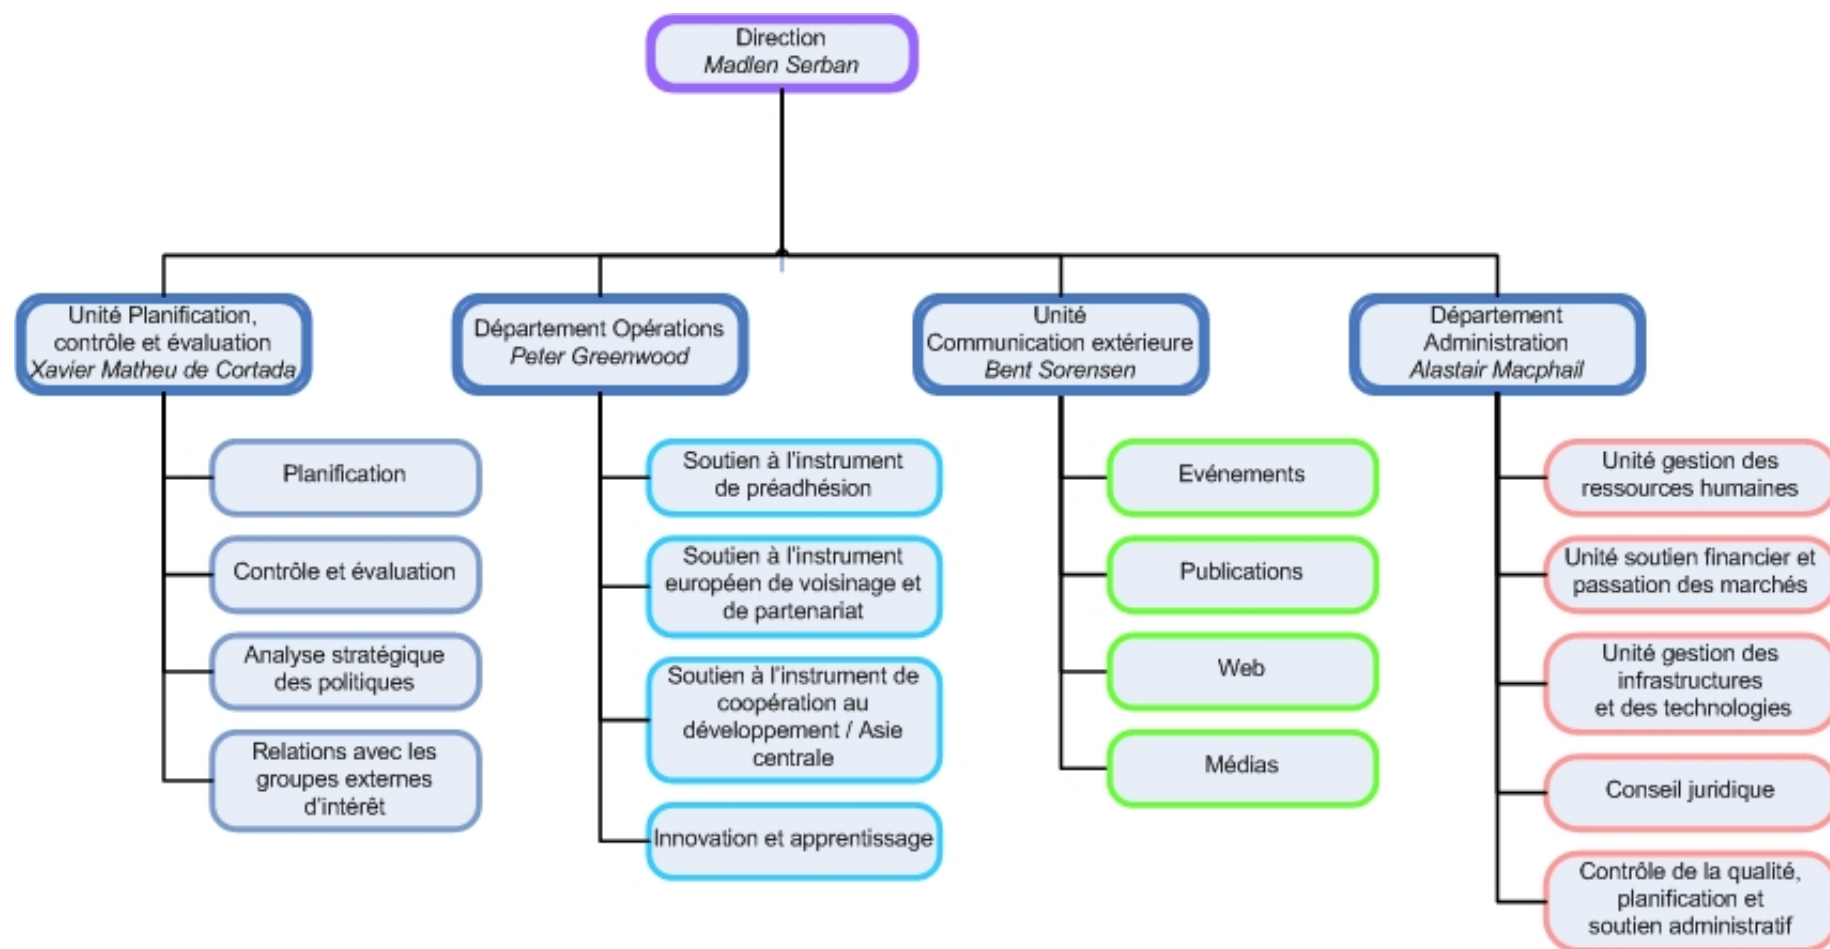 Direction
Madlen Serban
Unité Planification,
contrôle et évaluation
Xavier Matheu de Cortada
Département Opérations
Peter Greenwood
Unité
Communication extérieure
Bent Sorensen
Département
Administration
Alastair Macphail
Planification
Contrôle et évaluation
Analyse stratégique
des politiques
Relations avec les
groupes externes
d'intérêt
Soutien à l'instrument
de préadhésion
Soutien à l'instrument
européen de voisinage et
de partenariat
Soutien à l'instrument de
coopération au
développement / Asie
centrale
Innovation et apprentissage
Evénements
Publications
Web
Médias
Unité gestion des
ressources humaines
Unité soutien financier et
passation des marchés
Unité gestion des
infrastructures
et des technologies
Conseil juridique
Contrôle de la qualité,
planification et
soutien administratif